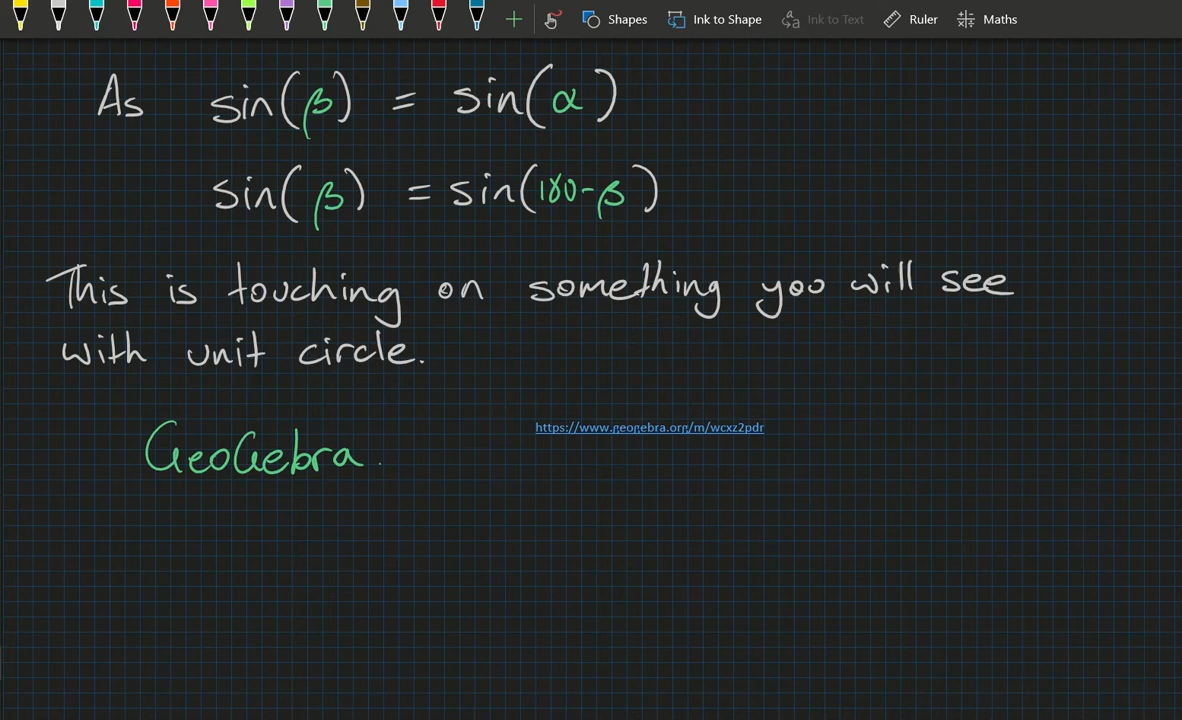 Shapes Ink to Shape Ink to Text Ruler Maths
As sin(β) = sin(α)
sin(β) = sin(180-β)
This is touching on something you will see
with unit circle.
https://www.geogebra.org/m/wcxz2pdr
GeoGebra.